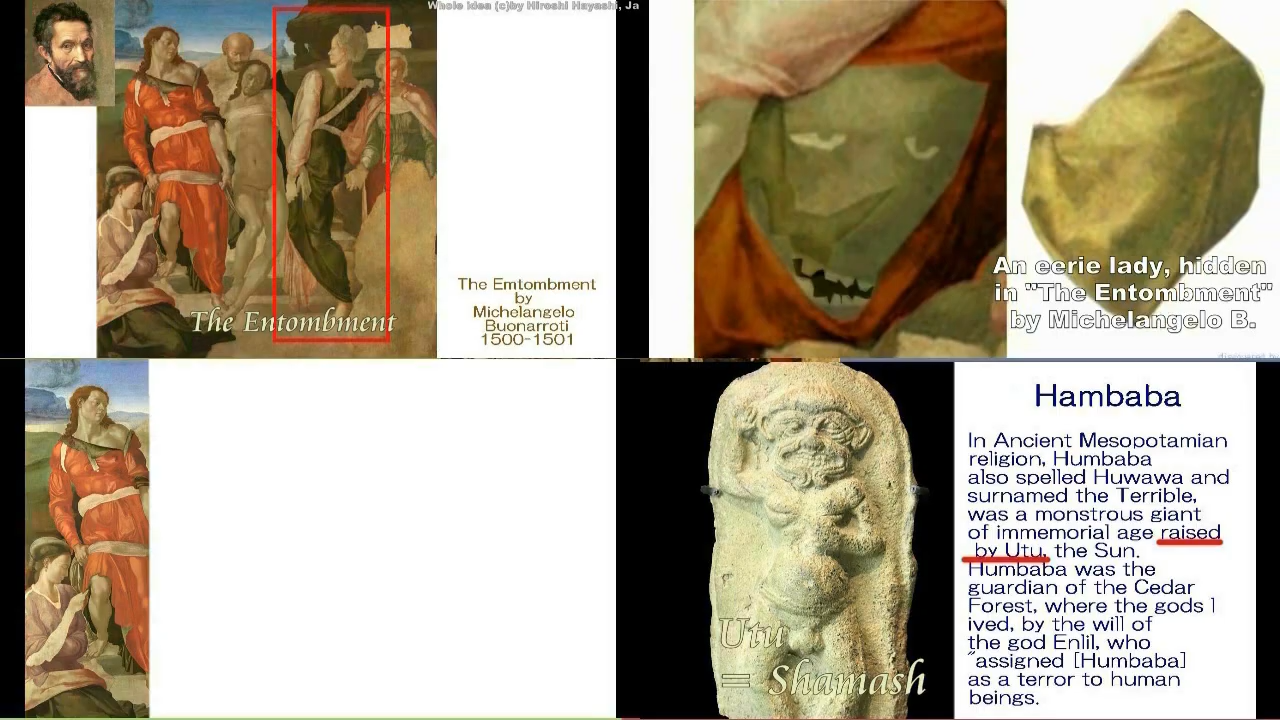 Whole idea (c)by Hiroshi Hayashi, Ja
The Entombment
The Emtombment
by
Michelangelo
Buonarroti
1500-1501
An eerie lady, hidden
in "The Entombment"
by Michelangelo B.
discovered by
Hambaba
In Ancient Mesopotamian
religion, Humbaba
also spelled Huwawa and
surnamed the Terrible,
was a monstrous giant
of immemorial age raised
by Utu, the Sun.
Humbaba was the
guardian of the Cedar
Forest, where the gods l
ived, by the will of
the god Enlil, who
"assigned [Humbaba]
as a terror to human
beings.
Utu
= Shamash